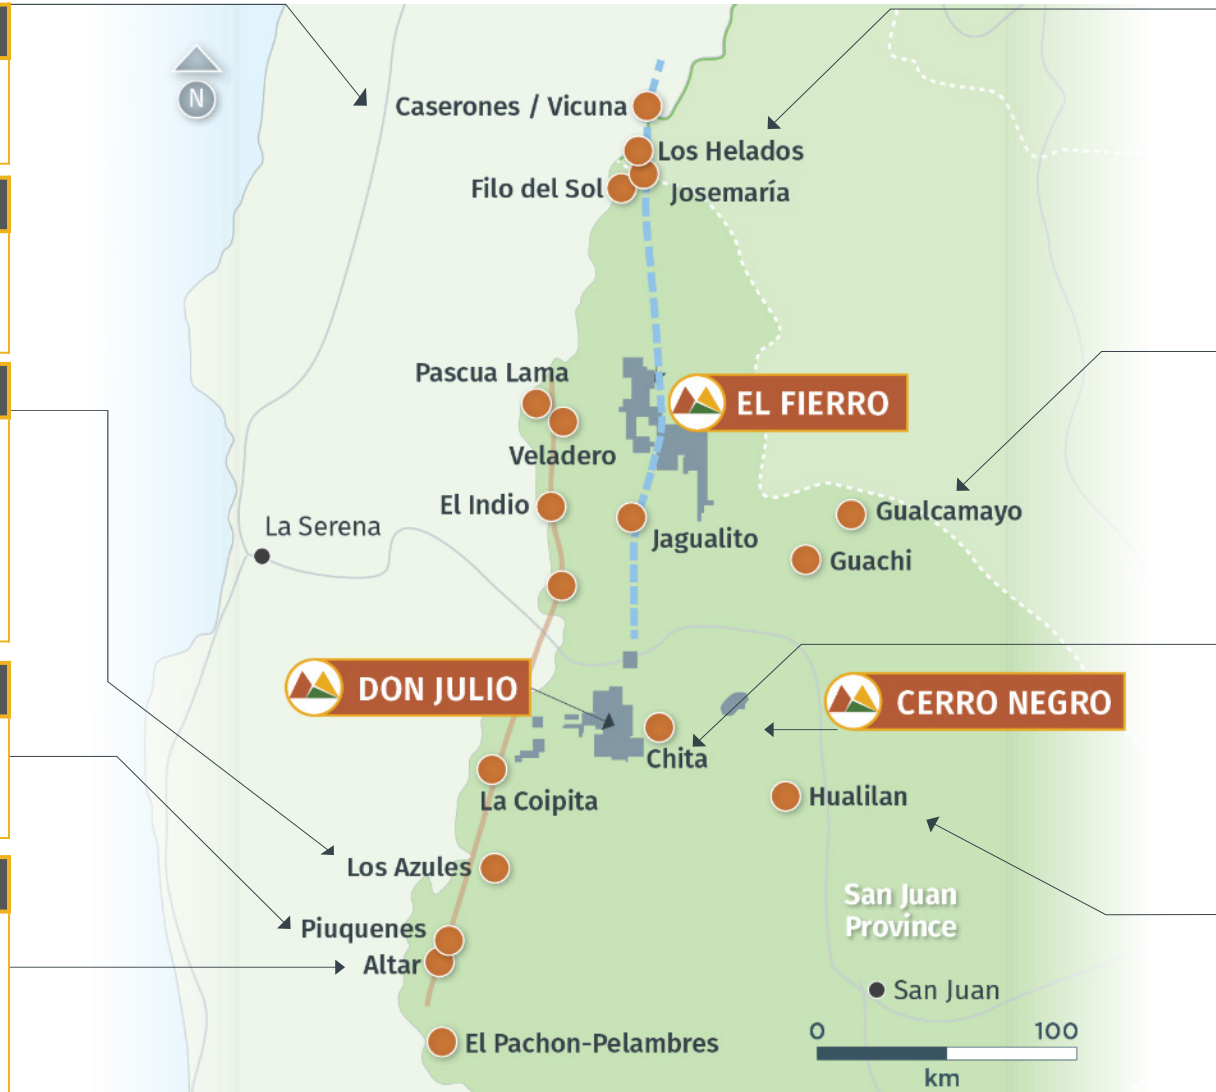 N
Caserones / Vicuna
Los Helados
Filo del Sol
Josemaría
Pascua Lama
EL FIERRO
Veladero
El Indio
Gualcamayo
La Serena
Jagualito
Guachi
DON JULIO
CERRO NEGRO
Chita
La Coipita
Hualilan
Los Azules
San Juan
Province
Piuquenes
Altar
San Juan
0 100
km
El Pachon-Pelambres